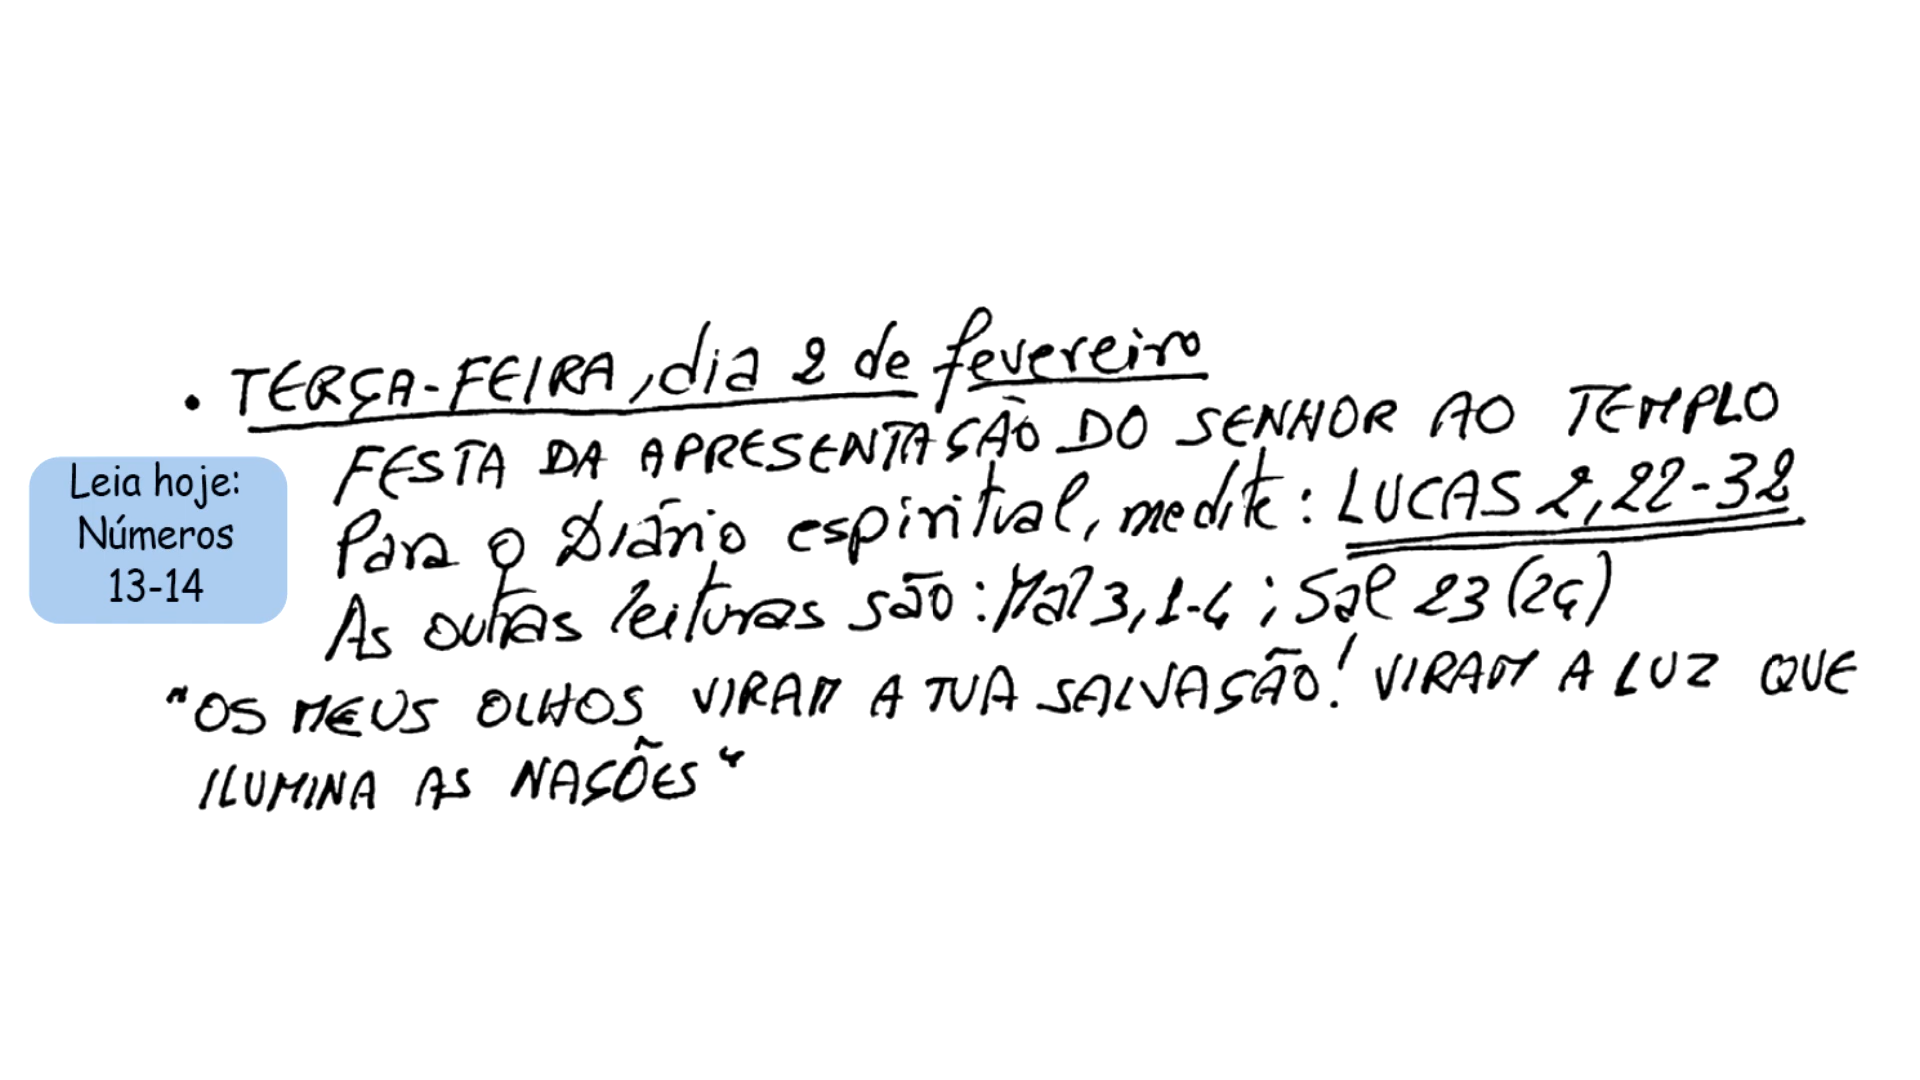 • TERÇA-FEIRA, dia 2 de fevereiro
FESTA DA APRESENTAÇÃO DO SENHOR AO TEMPLO
Leia hoje:
Números
13-14
Para o Diário espiritual, medite: LUCAS 2,22-32
As outras leituras são: Mal 3,1-4; Sal 23 (24)
"OS MEUS OLHOS VIRAM A TUA SALVAÇÃO! VIRAM A LUZ QUE
ILUMINA AS NAÇÕES"